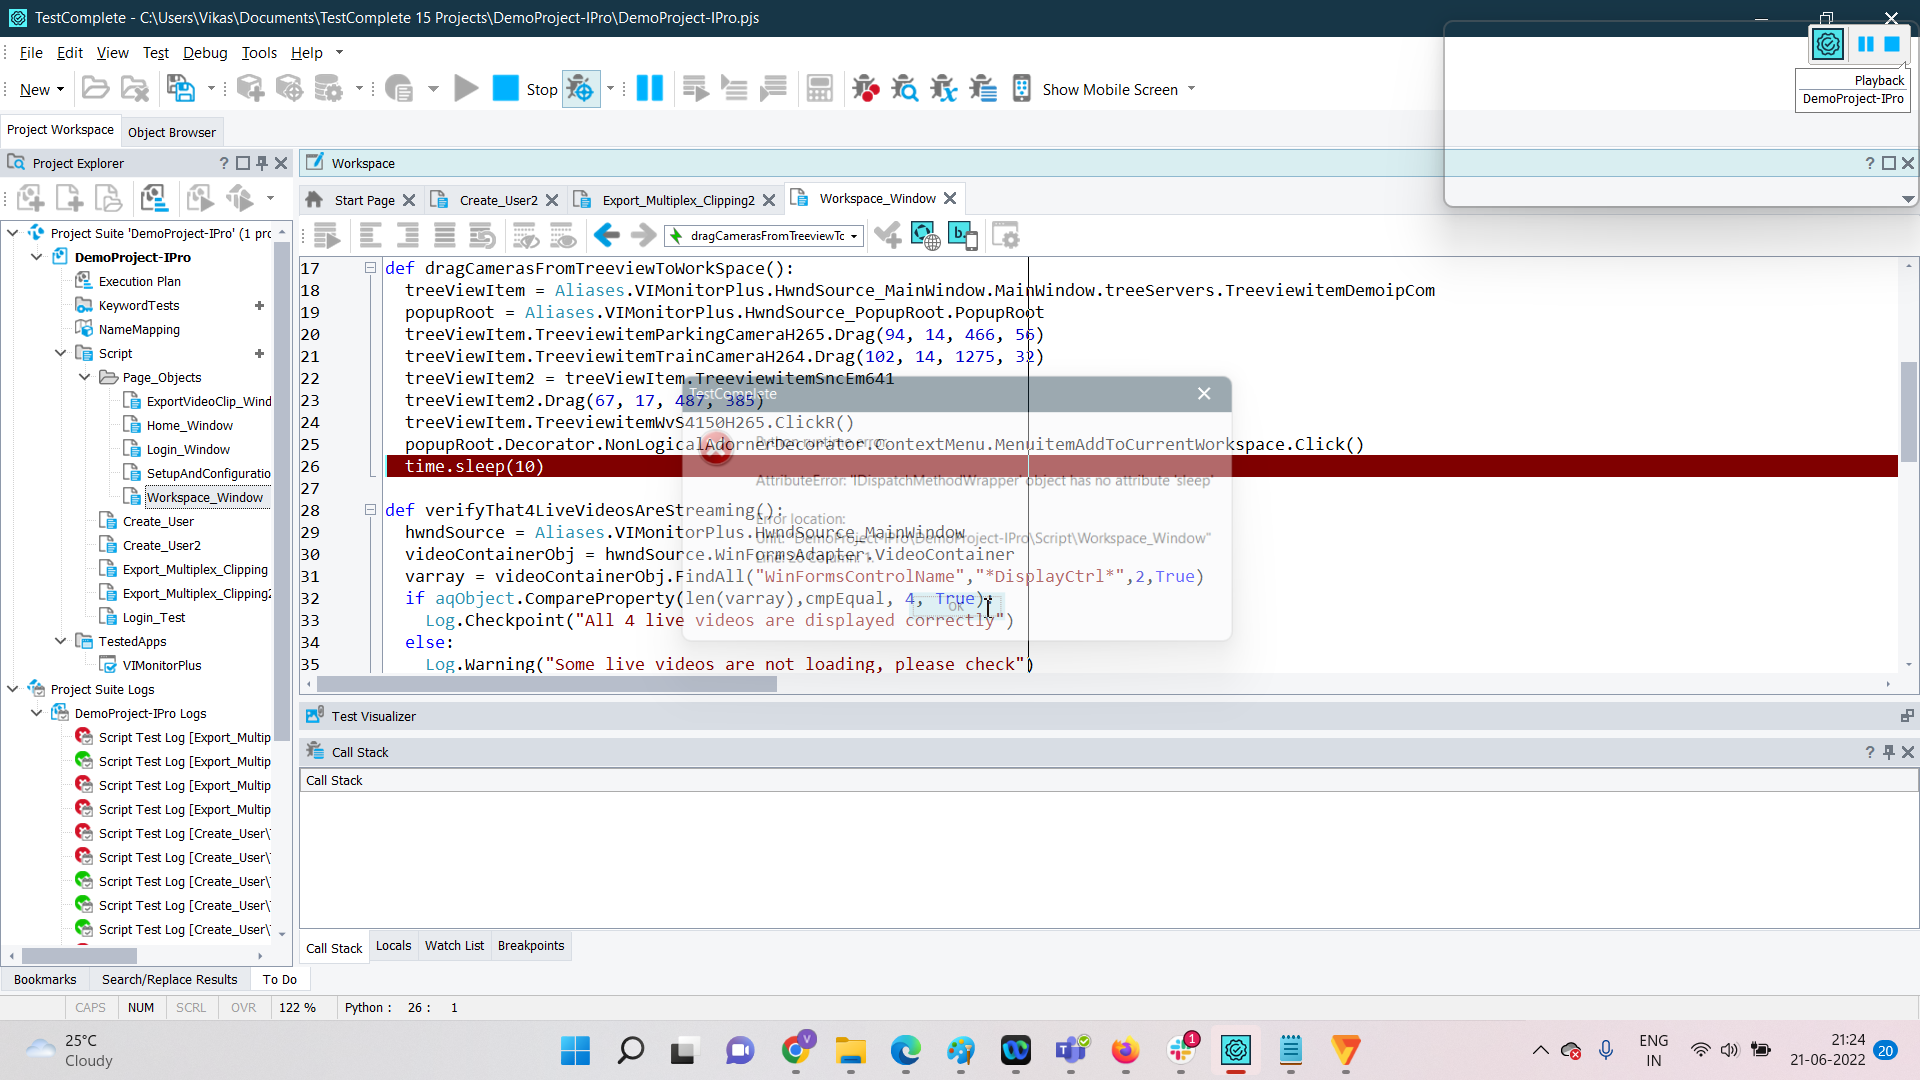 TestComplete - C:\Users\Vikas\Documents\TestComplete 15 Projects\DemoProject-IPro\DemoProject-IPro.pjs
File Edit View Test Debug Tools Help
New Stop Show Mobile Screen
Playback
DemoProject-IPro
Project Workspace Object Browser
Project Explorer
Workspace
Start Page Create_User2 Export_Multiplex_Clipping2 Workspace_Window
dragCamerasFromTreeviewTc
Project Suite 'DemoProject-IPro' (1 prc
DemoProject-IPro
Execution Plan
KeywordTests
NameMapping
Script
Page_Objects
ExportVideoClip_Wind
Home_Window
Login_Window
SetupAndConfiguratio
Workspace_Window
Create_User
Create_User2
Export_Multiplex_Clipping
Export_Multiplex_Clipping2
Login_Test
TestedApps
VIMonitorPlus
Project Suite Logs
DemoProject-IPro Logs
Script Test Log [Export_Multip
Script Test Log [Export_Multip
Script Test Log [Export_Multip
Script Test Log [Export_Multip
Script Test Log [Create_User\
Script Test Log [Create_User\
Script Test Log [Create_User\
Script Test Log [Create_User\
Script Test Log [Create_User\
17 def dragCamerasFromTreeviewToWorkSpace():
18 treeViewItem = Aliases.VIMonitorPlus.HwndSource_MainWindow.MainWindow.treeServers.TreeviewitemDemoipCom
19 popupRoot = Aliases.VIMonitorPlus.HwndSource_PopupRoot.PopupRoot
20 treeViewItem.TreeviewitemParkingCameraH265.Drag(94, 14, 466, 56)
21 treeViewItem.TreeviewitemTrainCameraH264.Drag(102, 14, 1275, 32)
22 treeViewItem2 = treeViewItem.TreeviewitemSncEm641
23 treeViewItem2.Drag(67, 17, 487, 385)
24 treeViewItem.TreeviewitemWvS4150H265.ClickR()
25 popupRoot.Decorator.NonLogicalAdornerDecorator.ContextMenu.MenuitemAddToCurrentWorkspace.Click()
26 time.sleep(10)
27
28 def verifyThat4LiveVideosAreStreaming():
29 hwndSource = Aliases.VIMonitorPlus.HwndSource_MainWindow
30 videoContainerObj = hwndSource.WinFormsAdapter.VideoContainer
31 varray = videoContainerObj.FindAll("WinFormsControlName","*DisplayCtrl*",2,True)
32 if aqObject.CompareProperty(len(varray),cmpEqual, 4, True):
33 Log.Checkpoint("All 4 live videos are displayed correctly")
34 else:
35 Log.Warning("Some live videos are not loading, please check")
TestComplete
Python runtime error.
AttributeError: 'IDispatchMethodWrapper' object has no attribute 'sleep'
Error location:
Unit: "DemoProject-IPro\DemoProject-IPro\Script\Workspace_Window"
Line: 26 Column: 1.
OK
Test Visualizer
Call Stack
Call Stack
Call Stack Locals Watch List Breakpoints
Bookmarks Search/Replace Results To Do
CAPS NUM SCRL OVR 122 % Python : 26 : 1
25°C
Cloudy
V
1
ENG
IN
21:24
21-06-2022
20